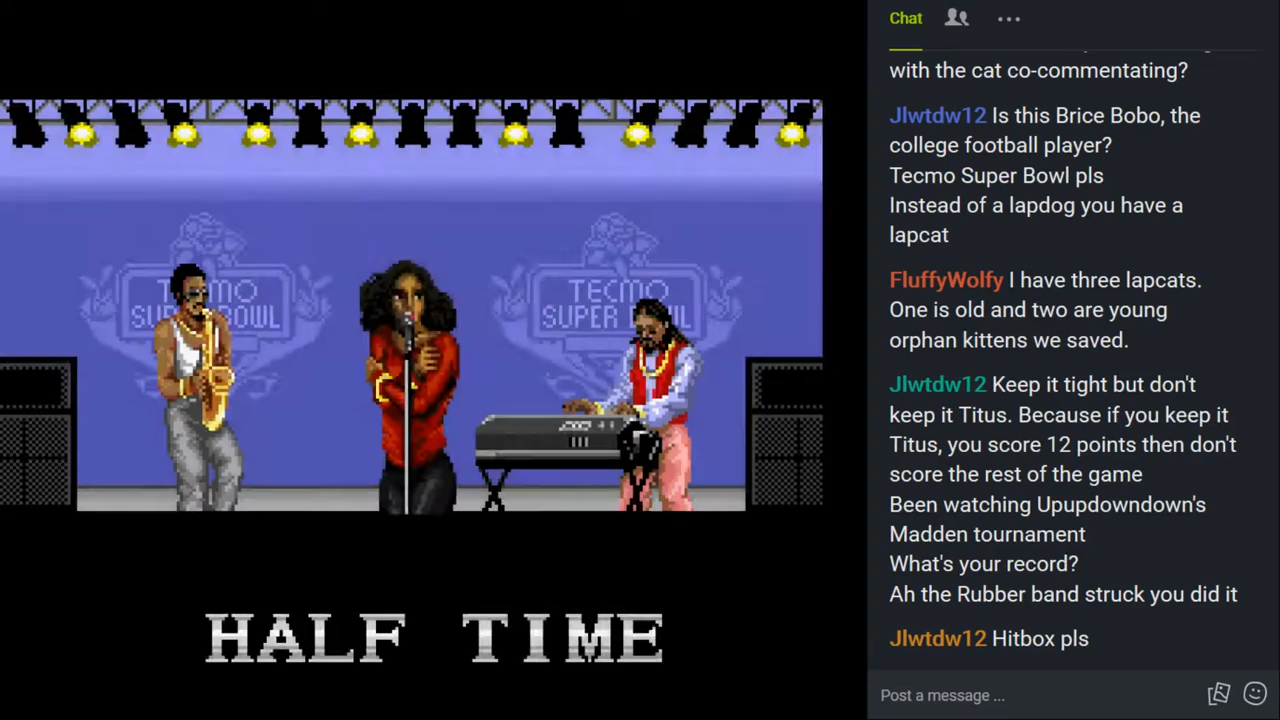 TECMO
SUPER BOWL
TECMO
SUPER BOWL
HALF TIME
Chat
with the cat co-commentating?
Jlwtdw12 Is this Brice Bobo, the
college football player?
Tecmo Super Bowl pls
Instead of a lapdog you have a
lapcat
FluffyWolfy I have three lapcats.
One is old and two are young
orphan kittens we saved.
Jlwtdw12 Keep it tight but don't
keep it Titus. Because if you keep it
Titus, you score 12 points then don't
score the rest of the game
Been watching Upupdowndown's
Madden tournament
What's your record?
Ah the Rubber band struck you did it
Jlwtdw12 Hitbox pls
Post a message ...